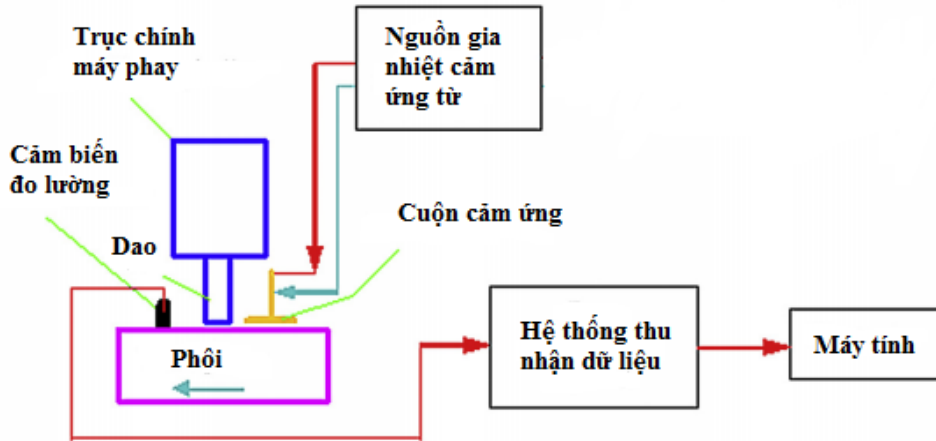 Trục chính
máy phay
Nguồn gia
nhiệt cảm
ứng từ
Cảm biến
đo lường
Dao
Cuộn cảm ứng
Phôi
Hệ thống thu
nhận dữ liệu
Máy tính